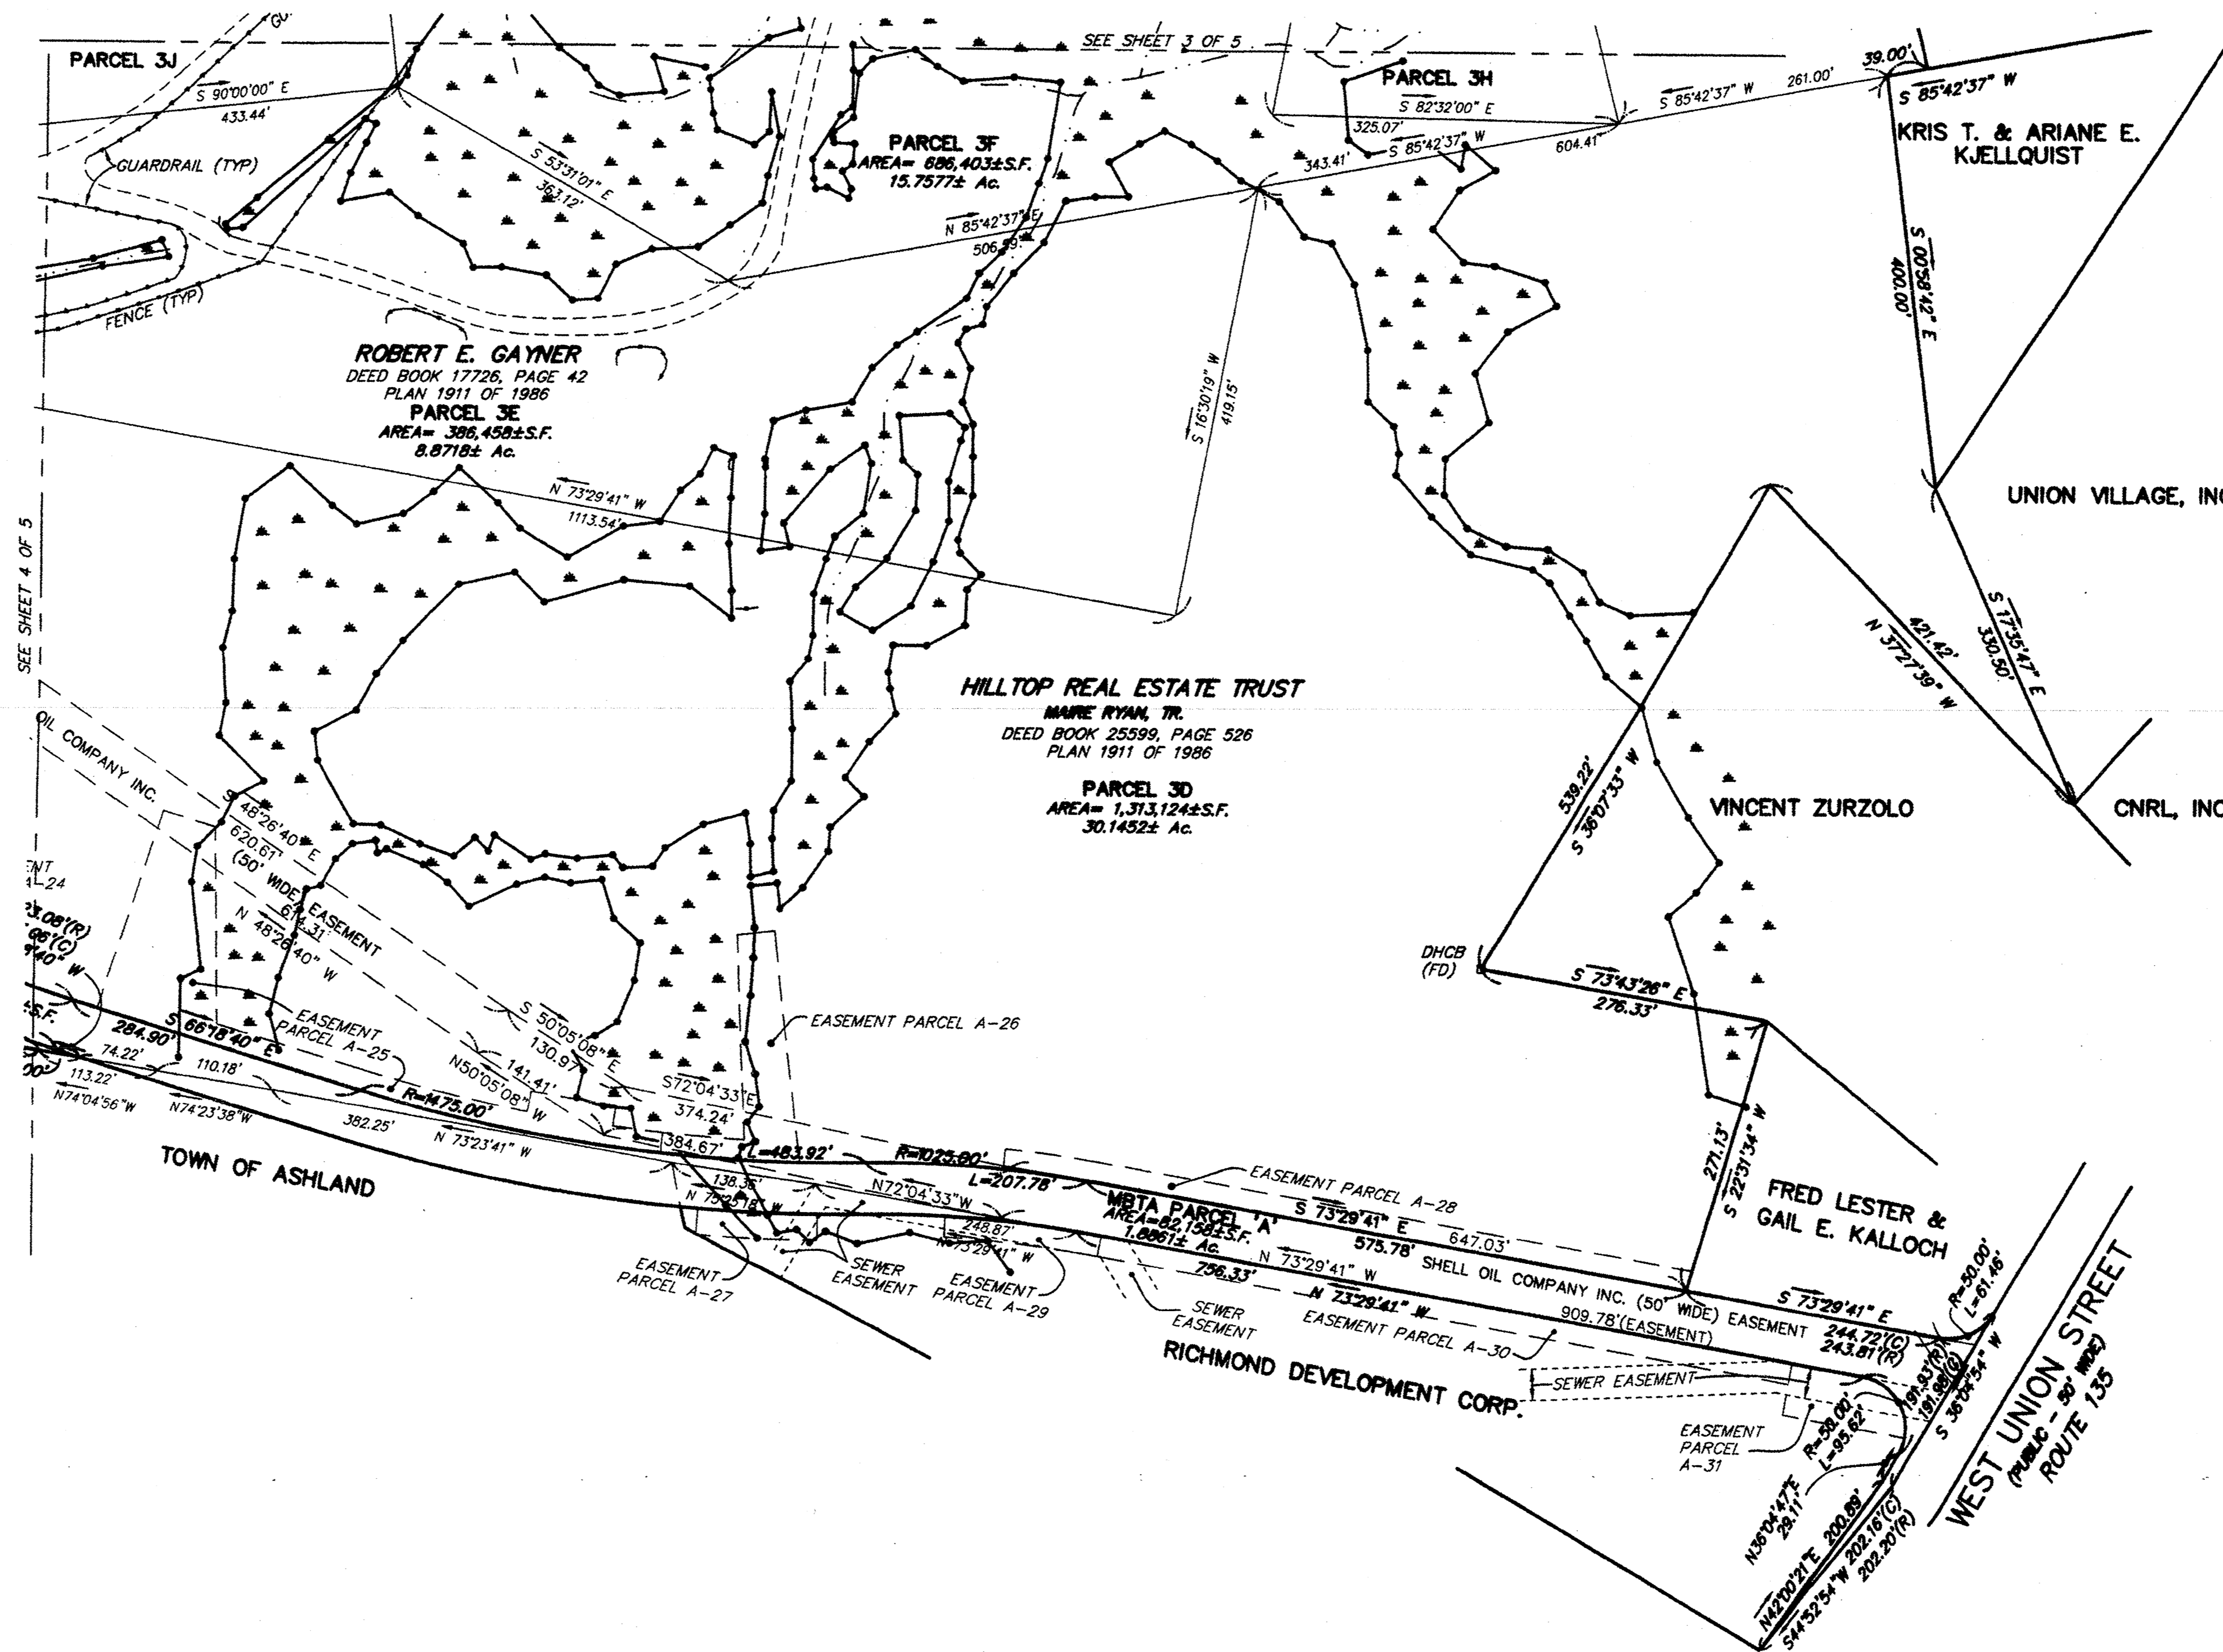 SEE SHEET 3 OF 5
PARCEL 3J
S 90°00'00" E
433.44'
GUARDRAIL (TYP)
FENCE (TYP)
S 53°31'01" E
363.12'
PARCEL 3F
AREA= 686,403±S.F.
15.7577± Ac.
N 85°42'37" E
PARCEL 3H
S 82°32'00" E
325.07'
S 85°42'37" W
343.41'
604.41'
S 85°42'37" W
261.00'
39.00'
S 85°42'37" W
KRIS T. & ARIANE E.
KJELLQUIST
S 00°58'42" E
400.00'
ROBERT E. GAYNER
DEED BOOK 17726, PAGE 42
PLAN 1911 OF 1986
PARCEL 3E
AREA= 386,458±S.F.
8.8718± Ac.
S 16°30'19" W
419.15'
N 73°29'41" W
1113.54'
SEE SHEET 4 OF 5
UNION VILLAGE,
S 17°35'47" E
330.50'
421.42'
N 37°27'39" W
HILLTOP REAL ESTATE TRUST
MAIRE RYAN, TR.
DEED BOOK 25599, PAGE 526
PLAN 1911 OF 1986
PARCEL 3D
AREA= 1,313,124±S.F.
30.1452± Ac.
539.22'
S 36°07'33" W
VINCENT ZURZOLO
CNRL,
OIL COMPANY INC.
S 48°26'40" E
620.61'
(50' WIDE) EASEMENT
614.31'
N 48°26'40" W
DHCB
(FD)
S 73°43'26" E
276.33'
EASEMENT PARCEL A-26
EASEMENT
PARCEL A-25
S 50°05'08" E
130.97'
141.41'
N50°05'08" W
284.90'
S 66°18'40" E
74.22'
113.22'
N74°04'56"W
110.18'
N74°23'38"W
R=1475.00'
382.25'
N 73°23'41" W
S72°04'33"E
374.24'
384.67'
L=483.92'
R=1025.00'
L=207.78'
138.36'
N72°04'33"W
248.87'
N73°29'41" W
TOWN OF ASHLAND
EASEMENT PARCEL A-28
MBTA PARCEL 'A'
AREA=82,158±S.F.
1.8861± Ac.
S 73°29'41" E
575.78'
647.03'
N 73°29'41" W
756.33'
N 73°29'41" W
SHELL OIL COMPANY INC. (50' WIDE) EASEMENT
909.78'(EASEMENT)
271.13'
S 22°31'34" W
FRED LESTER &
GAIL E. KALLOCH
EASEMENT
PARCEL A-27
SEWER
EASEMENT
EASEMENT
PARCEL A-29
SEWER
EASEMENT
EASEMENT PARCEL A-30
RICHMOND DEVELOPMENT CORP.
SEWER EASEMENT
EASEMENT
PARCEL
A-31
S 73°29'41" E
244.72'(C)
243.81'(R)
R=50.00'
L=61.46'
191.93'(R)
191.98'(C)
S 36°04'54" W
R=50.00'
L=95.62'
N36°04'47"E
29.11'
N42°00'21"E 200.89'
S44°52'54"W 202.16'(C)
202.20'(R)
WEST UNION STREET
(PUBLIC - 50' WIDE)
ROUTE 135